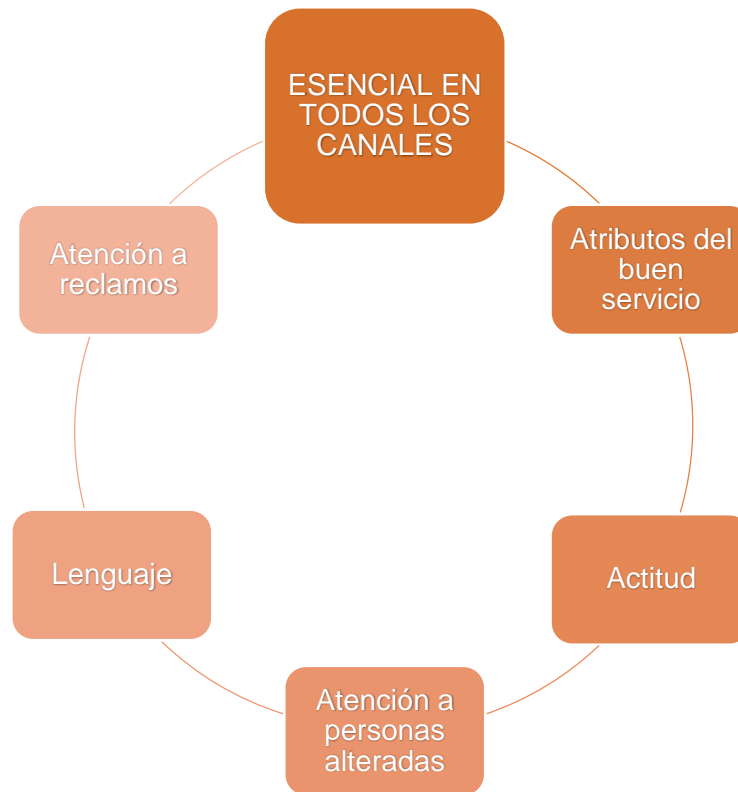 ESENCIAL EN
TODOS LOS
CANALES
Atributos del
buen
servicio
Actitud
Atención a
personas
alteradas
Lenguaje
Atención a
reclamos